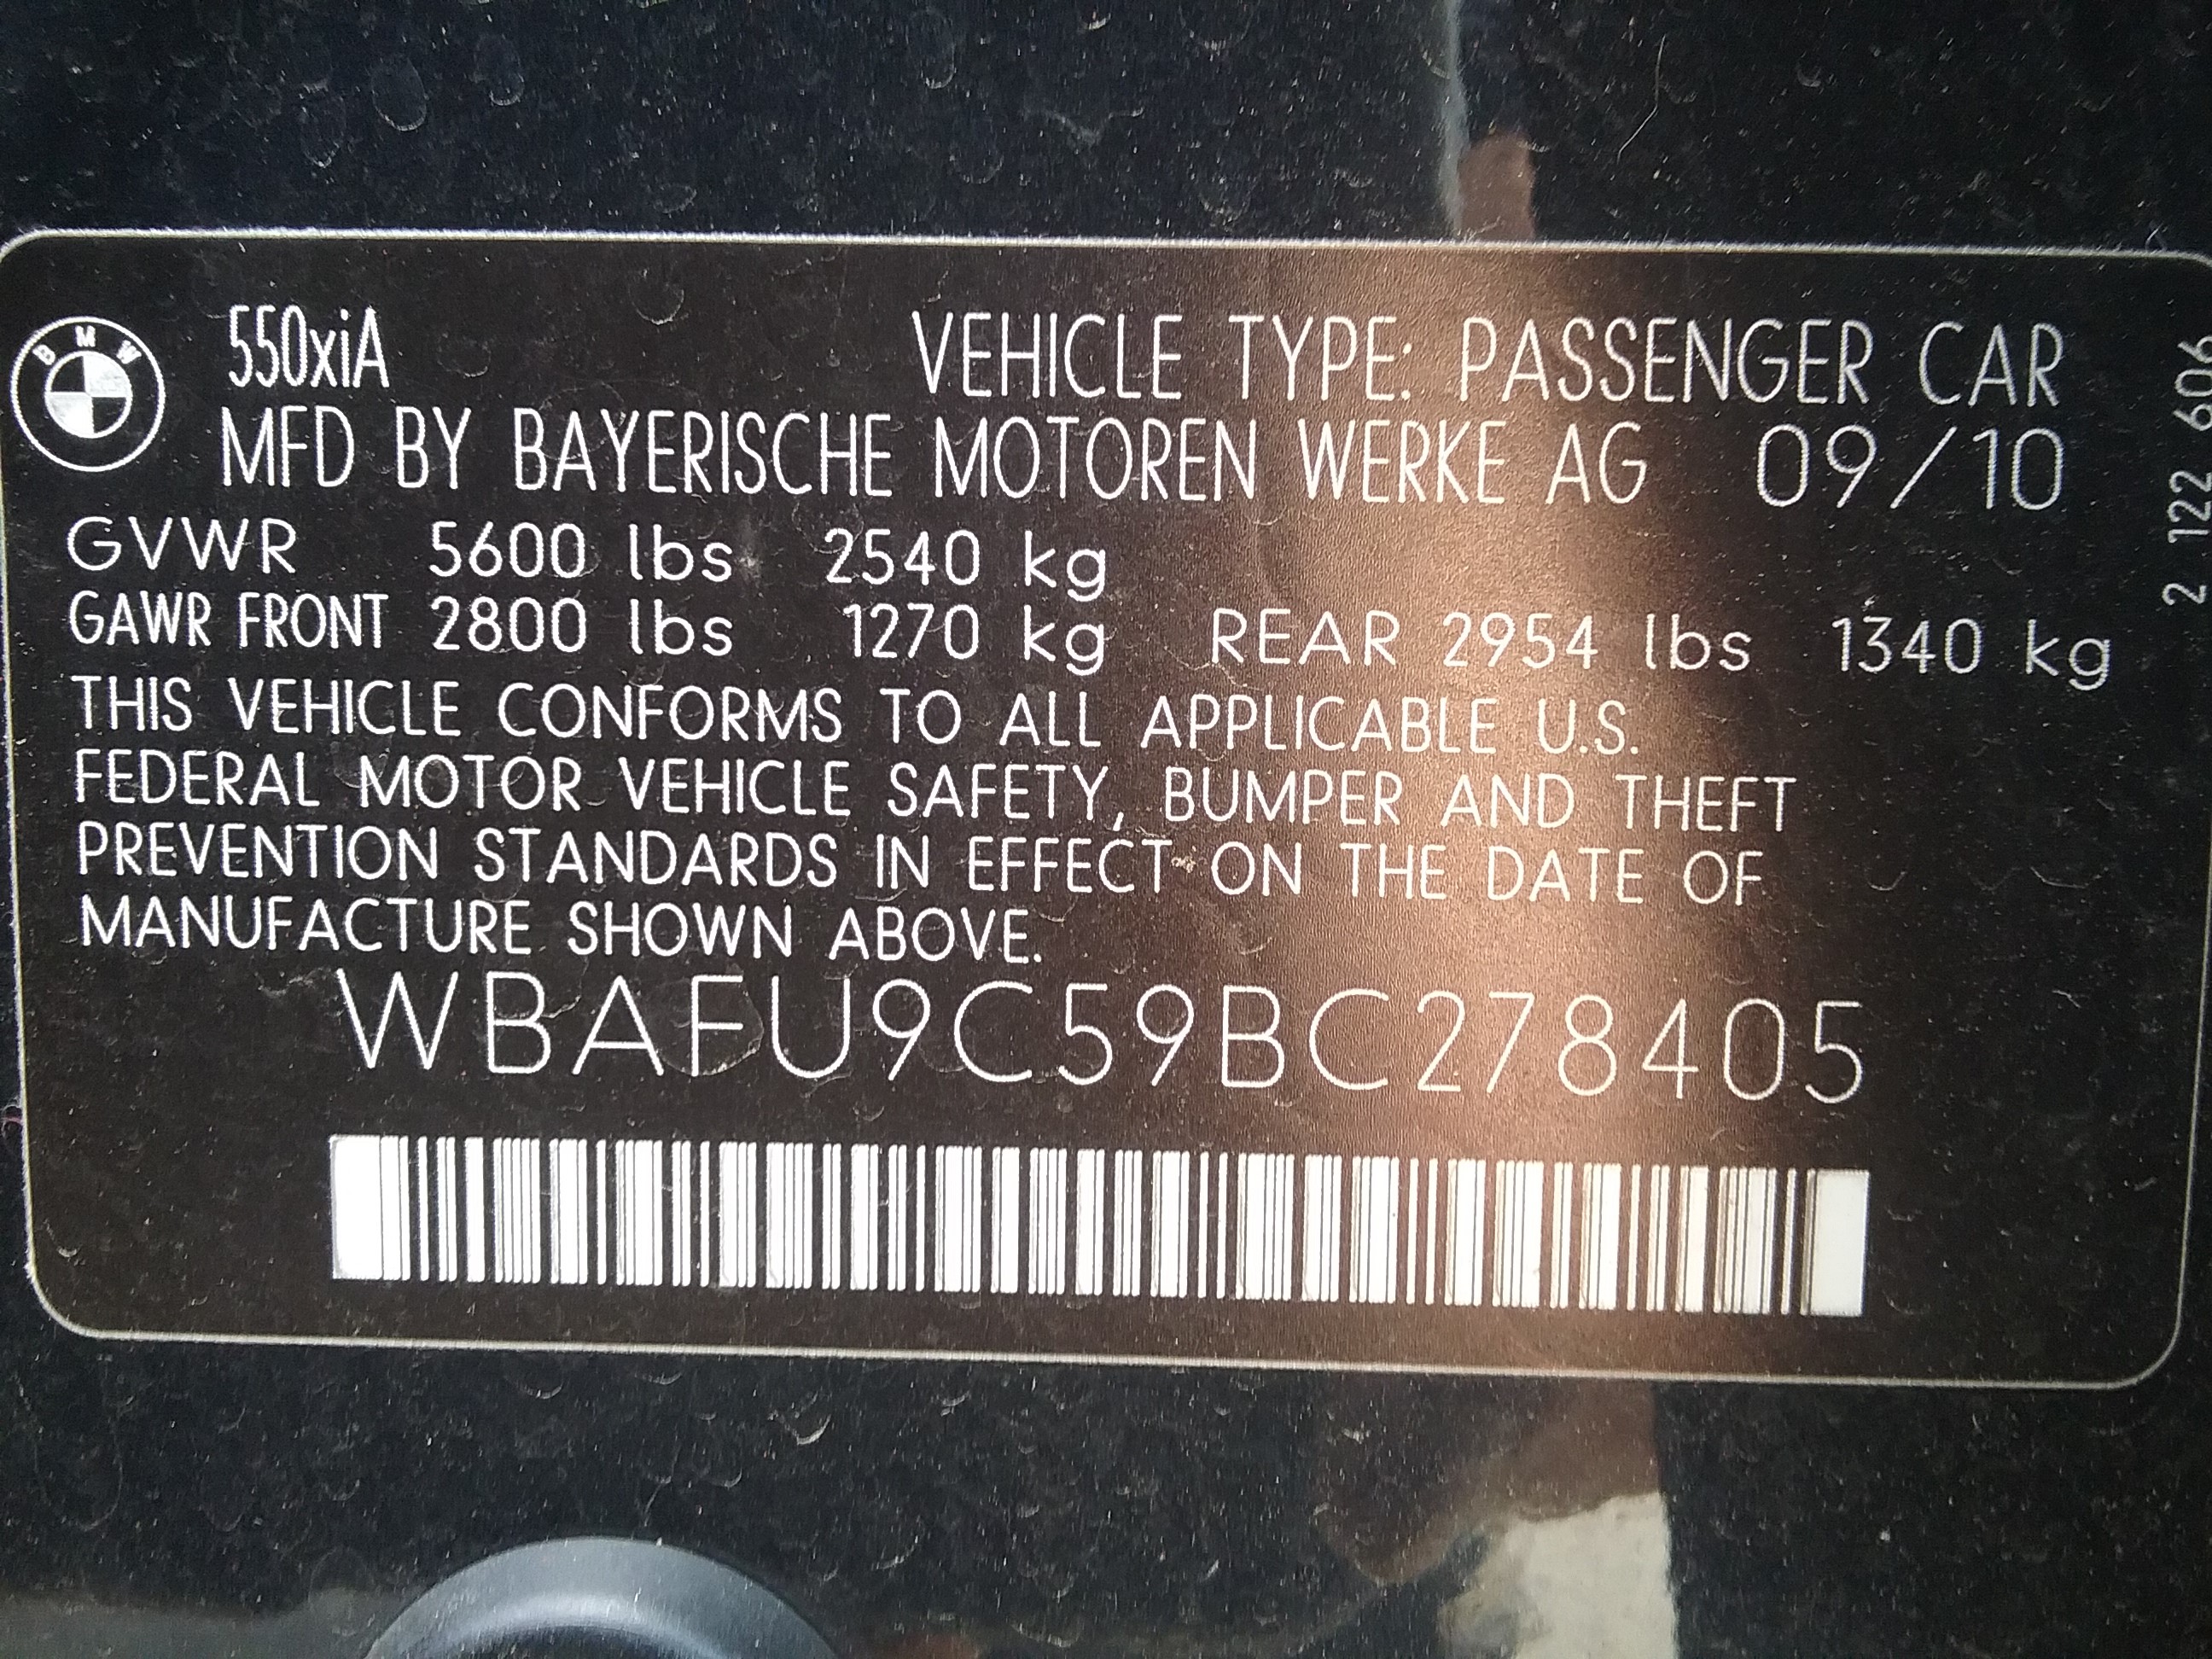 BMW
550xiA VEHICLE TYPE: PASSENGER CAR
MFD BY BAYERISCHE MOTOREN WERKE AG 09/10
GVWR 5600 lbs 2540 kg
GAWR FRONT 2800 lbs 1270 kg REAR 2954 lbs 1340 kg
THIS VEHICLE CONFORMS TO ALL APPLICABLE U.S.
FEDERAL MOTOR VEHICLE SAFETY, BUMPER AND THEFT
PREVENTION STANDARDS IN EFFECT ON THE DATE OF
MANUFACTURE SHOWN ABOVE.
WBAFU9C59BC278405
2 122 606